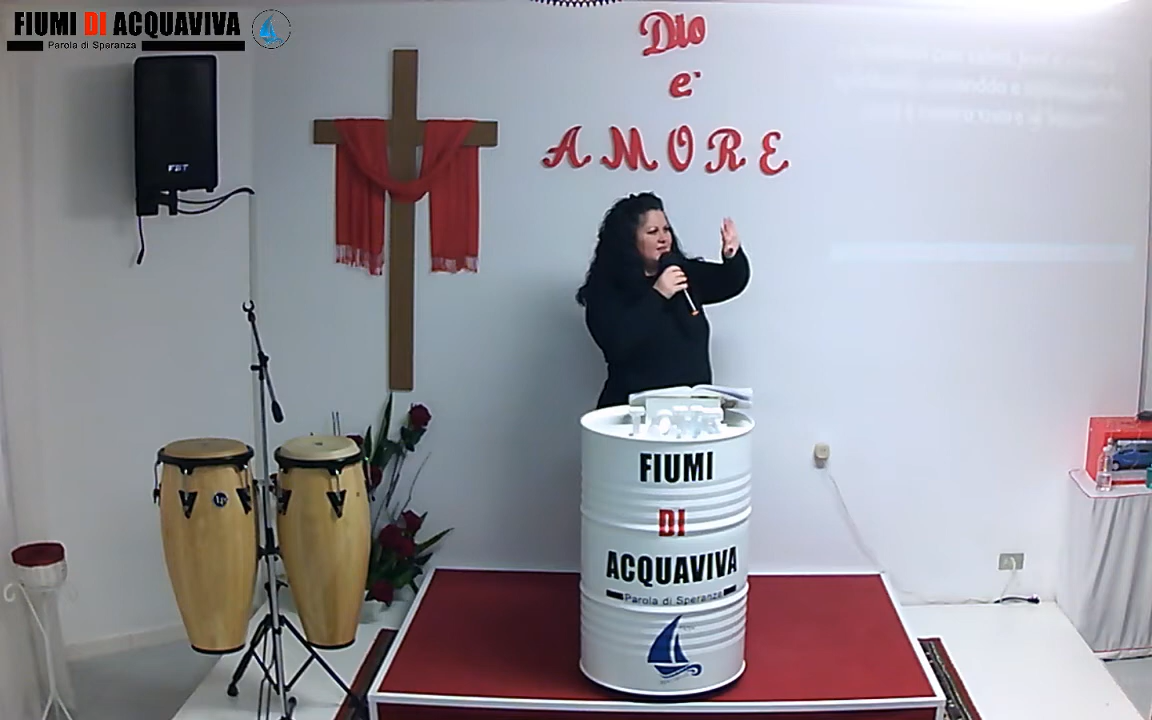 FIUMI DI ACQUAVIVA
Parola di Speranza
Dio
e'
AMORE
FBT
FIUMI
DI
ACQUAVIVA
Parola di Speranza